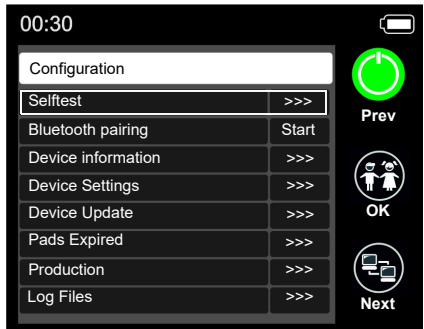 00:30
Configuration
Selftest >>>
Prev
Bluetooth pairing Start
Device information >>>
Device Settings >>>
Device Update >>>
OK
Pads Expired >>>
Production >>>
Log Files >>>
Next